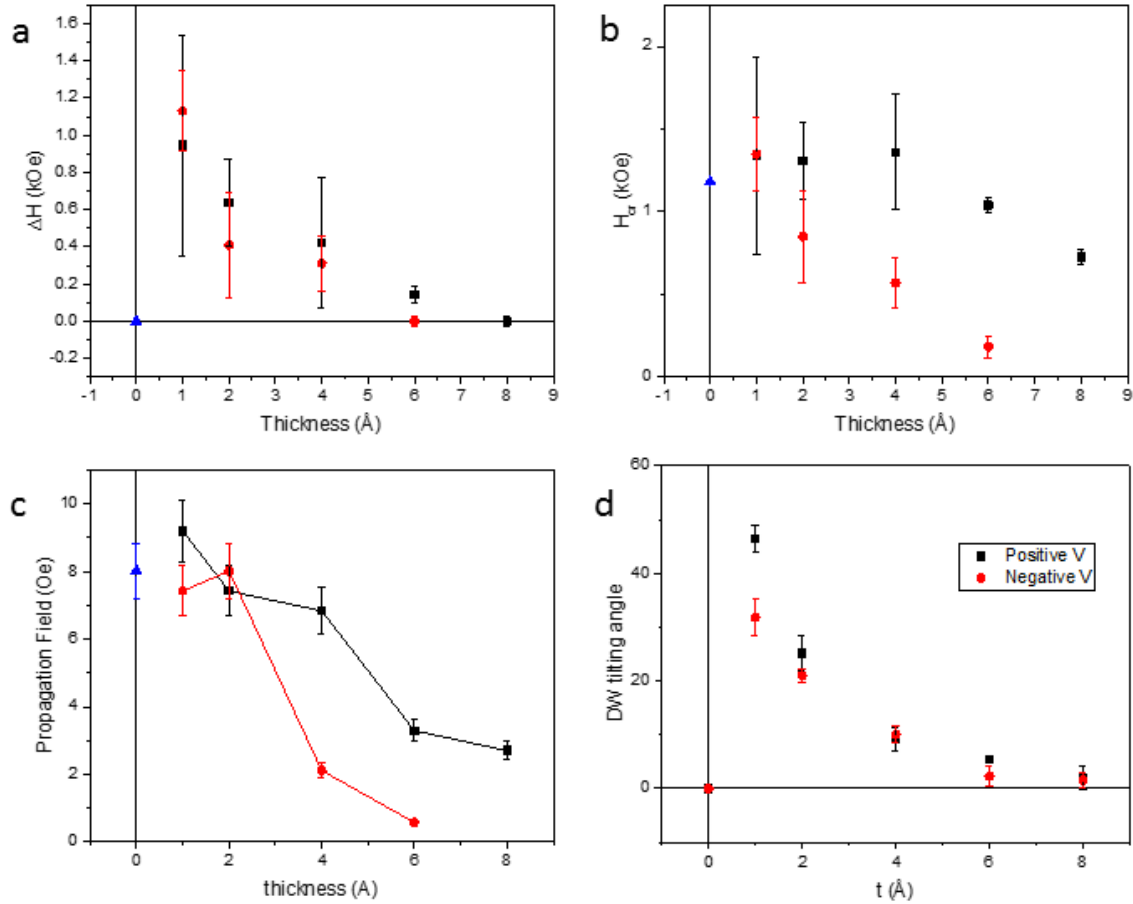 a
1.6
1.4
1.2
1.0
0.8
0.6
0.4
0.2
0.0
-0.2
ΔH (kOe)
-1 0 1 2 3 4 5 6 7 8 9
Thickness (Å)
b
2
1
0
H_cr (kOe)
-1 0 1 2 3 4 5 6 7 8 9
Thickness (Å)
c
10
8
6
4
2
0
Propagation Field (Oe)
0 2 4 6 8
thickness (A)
d
60
40
20
0
DW tilting angle
Positive V
Negative V
0 2 4 6 8
t (Å)